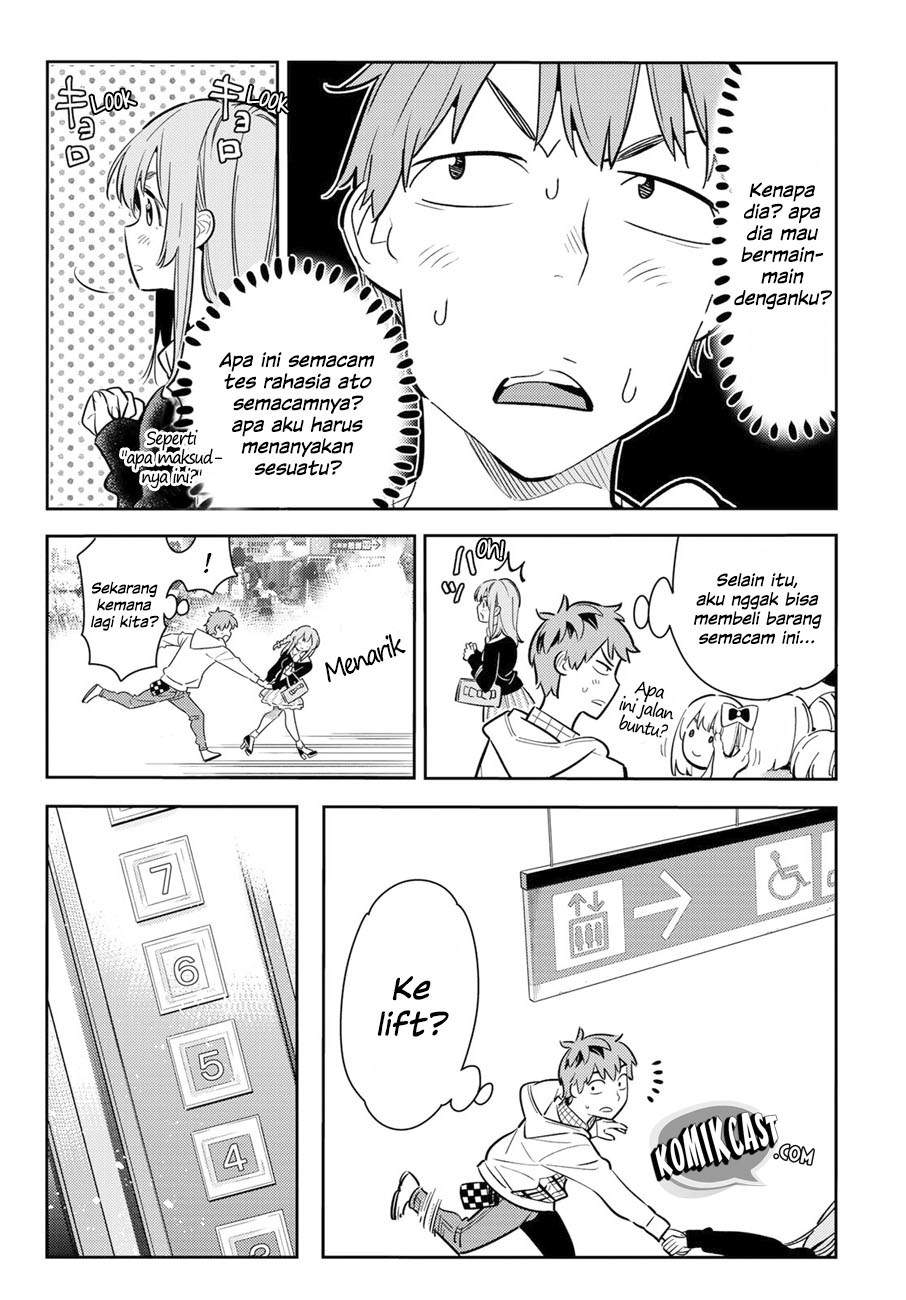 Kenapa
dia? apa
dia mau
bermain-
main
denganku?
キョロ
LOOK
キョロ
LOOK
Apa ini semacam
tes rahasia ato
semacamnya?
apa aku harus
menanyakan
sesuatu?
Seperti
"apa maksud-
nya ini?"
Selain itu,
aku nggak bisa
membeli barang
semacam ini...
ハッ
Oh!
Apa
ini jalan
buntu?
!
Sekarang
kemana
lagi kita?
Menarik
Ke
lift?
KOMIKCAST
.COM
7
6
5
4